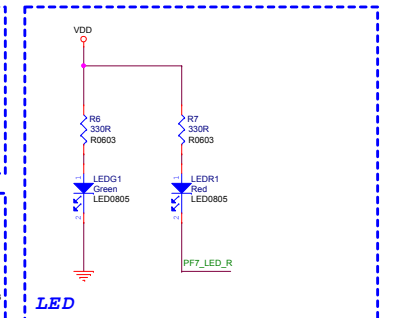 VDD
R6
330R
R0603
R7
330R
R0603
1
LEDG1
Green
LED0805
2
1
LEDR1
Red
LED0805
2
PF7_LED_R
LED